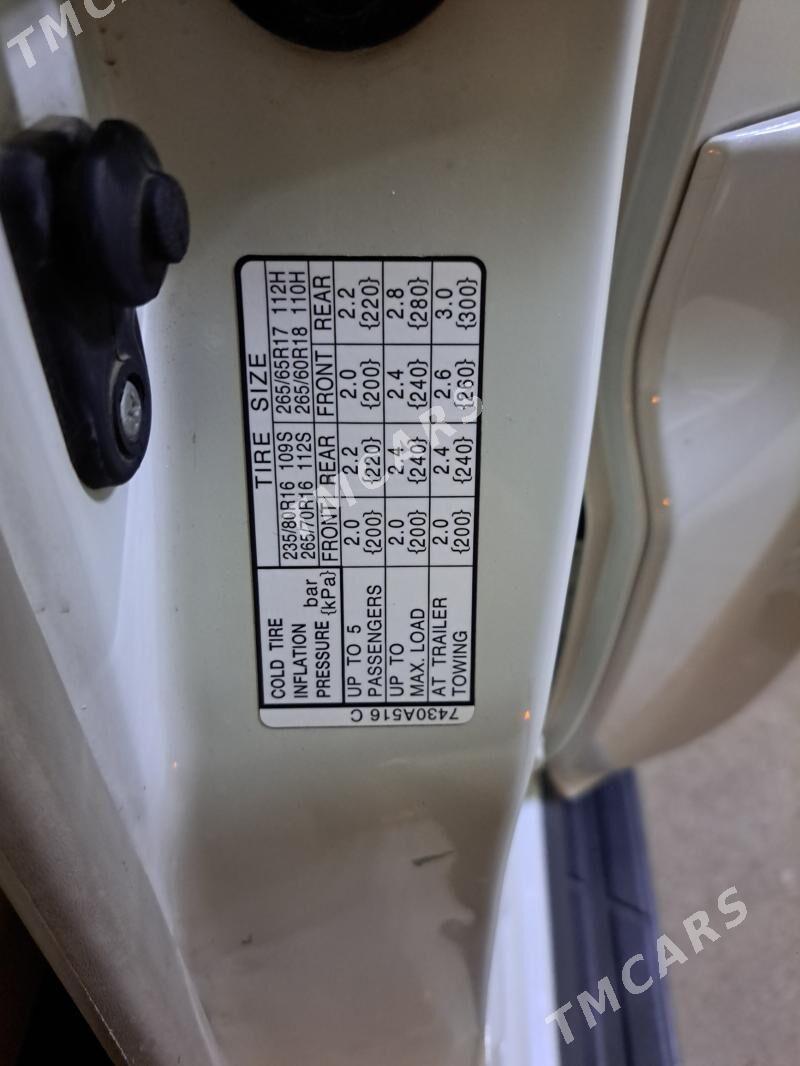 TMCARS
TIRE SIZE
COLD TIRE
INFLATION
PRESSURE
bar
{kPa}
235/80R16 109S
265/70R16 112S
265/65R17 112H
265/60R18 110H
FRONT REAR FRONT REAR
UP TO 5
PASSENGERS
2.0 2.2 2.0 2.2
{200} {220} {200} {220}
UP TO
MAX. LOAD
2.0 2.4 2.4 2.8
{200} {240} {240} {280}
AT TRAILER
TOWING
2.0 2.4 2.6 3.0
{200} {240} {260} {300}
7430A516 C
TMCARS
TMCARS